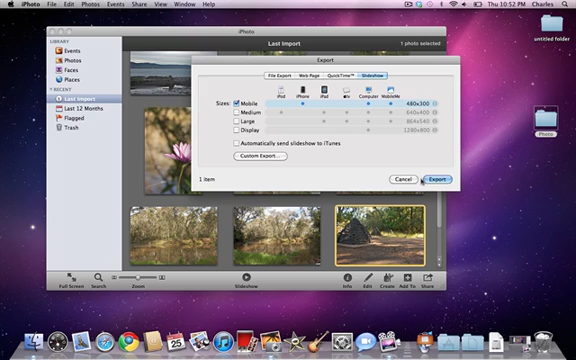 iPhoto File Edit Photos Events Share View Window Help
Thu 10:52 PM Charles
iPhoto
LIBRARY
Events
Photos
Faces
Places
RECENT
Last Import
Last 12 Months
Flagged
Trash
Last Import
1 photo selected
Export
File Export Web Page QuickTime™ Slideshow
iPod iPhone iPad tv Computer MobileMe
Sizes: Mobile 480x300
Medium 640x400
Large 864x540
Display 1280x800
Automatically send slideshow to iTunes
Custom Export...
1 item
Cancel Export
Full Screen Search Zoom Slideshow Info Edit Create Add To Share
untitled folder
Photo
25